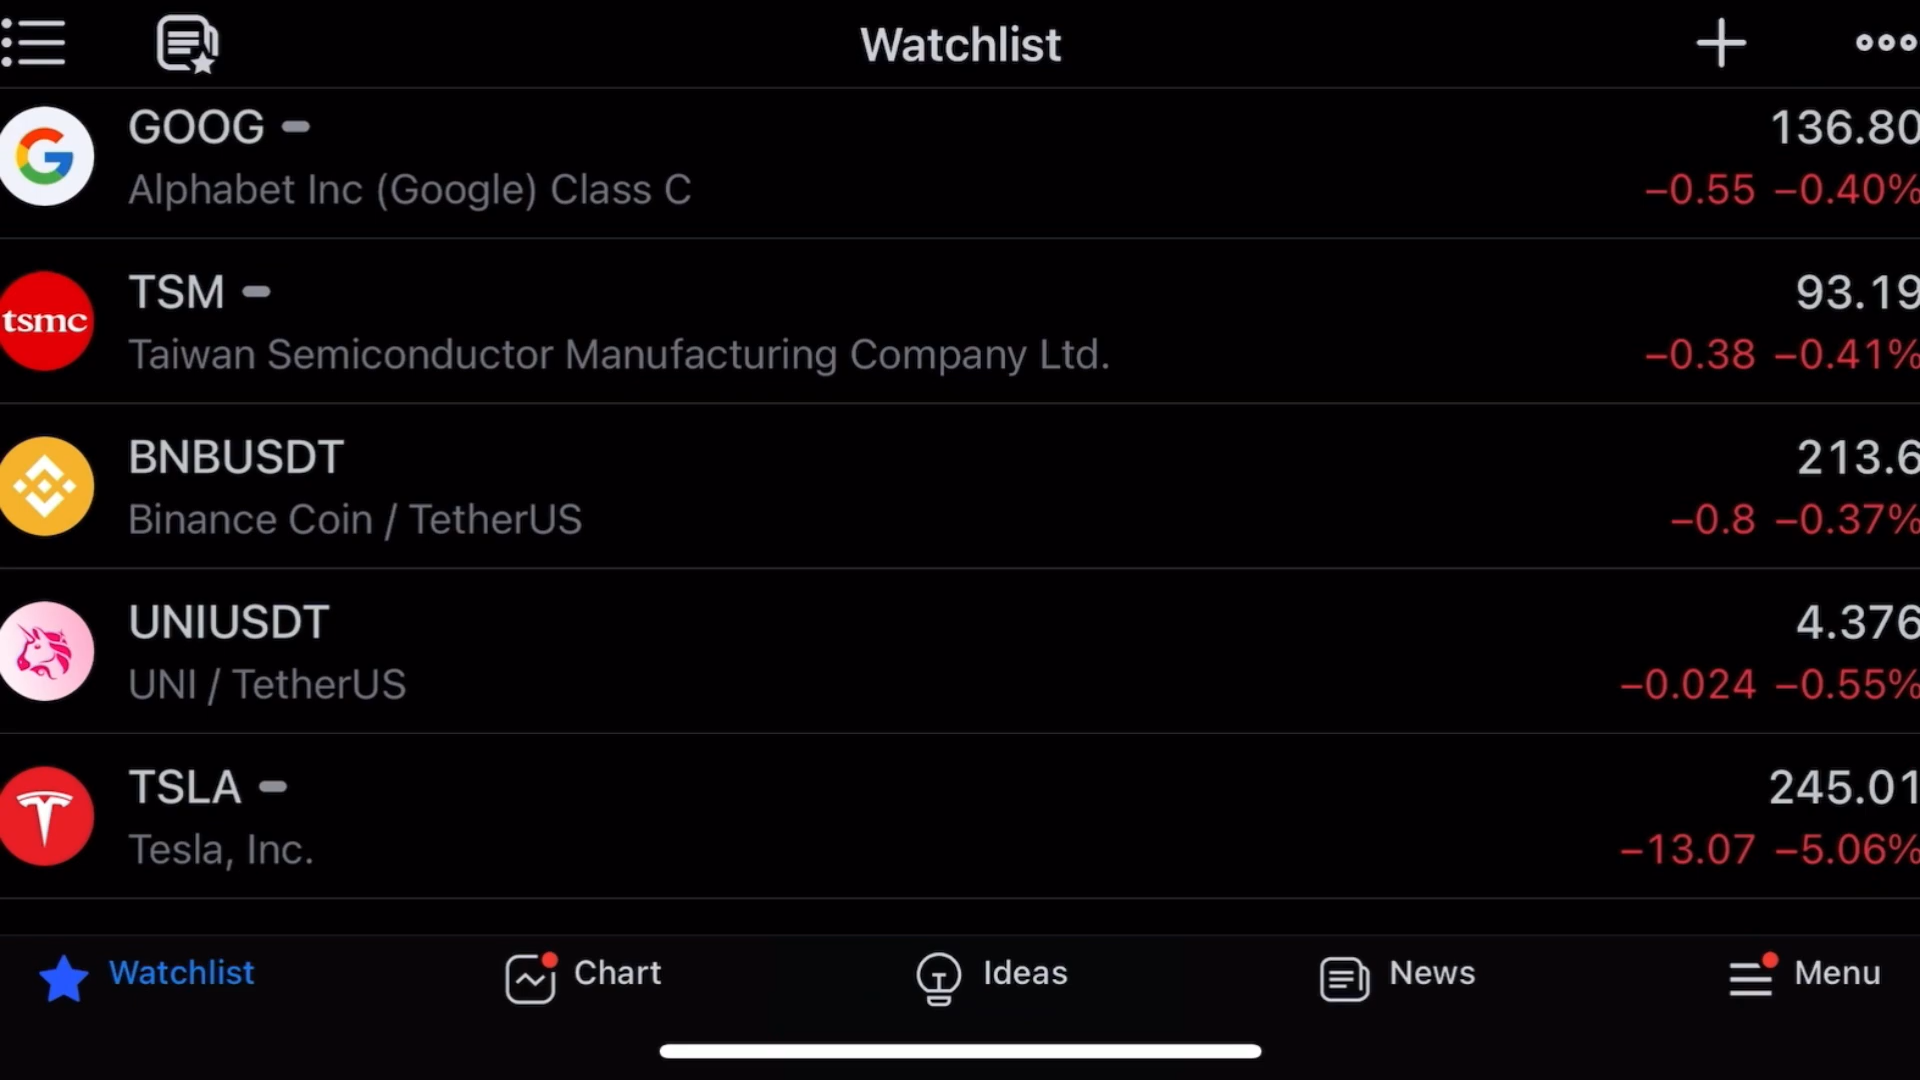 Watchlist
GOOG
136.80
Alphabet Inc (Google) Class C
−0.55 −0.40%
tsmc
TSM
93.19
Taiwan Semiconductor Manufacturing Company Ltd.
−0.38 −0.41%
BNBUSDT
213.6
Binance Coin / TetherUS
−0.8 −0.37%
UNIUSDT
4.376
UNI / TetherUS
−0.024 −0.55%
TSLA
245.01
Tesla, Inc.
−13.07 −5.06%
Watchlist
Chart
Ideas
News
Menu